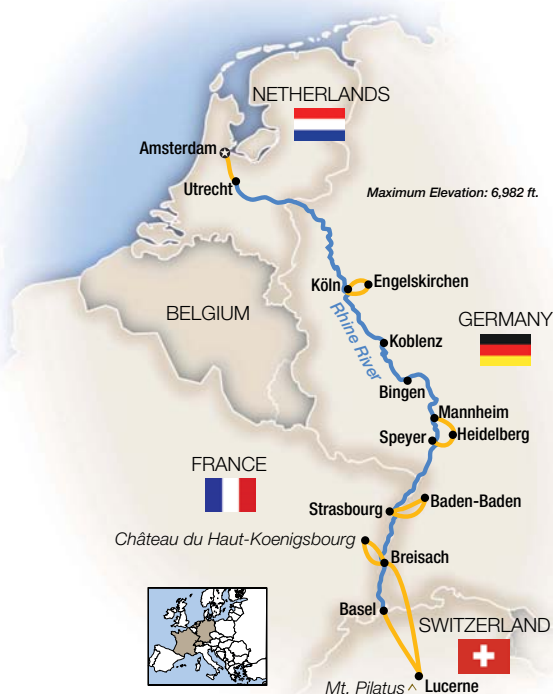 NETHERLANDS
Amsterdam
Utrecht
Maximum Elevation: 6,982 ft.
Köln
Engelskirchen
BELGIUM
Rhine River
GERMANY
Koblenz
Bingen
Mannheim
Speyer
Heidelberg
FRANCE
Baden-Baden
Strasbourg
Château du Haut-Koenigsbourg
Breisach
Basel
SWITZERLAND
Mt. Pilatus ^ Lucerne